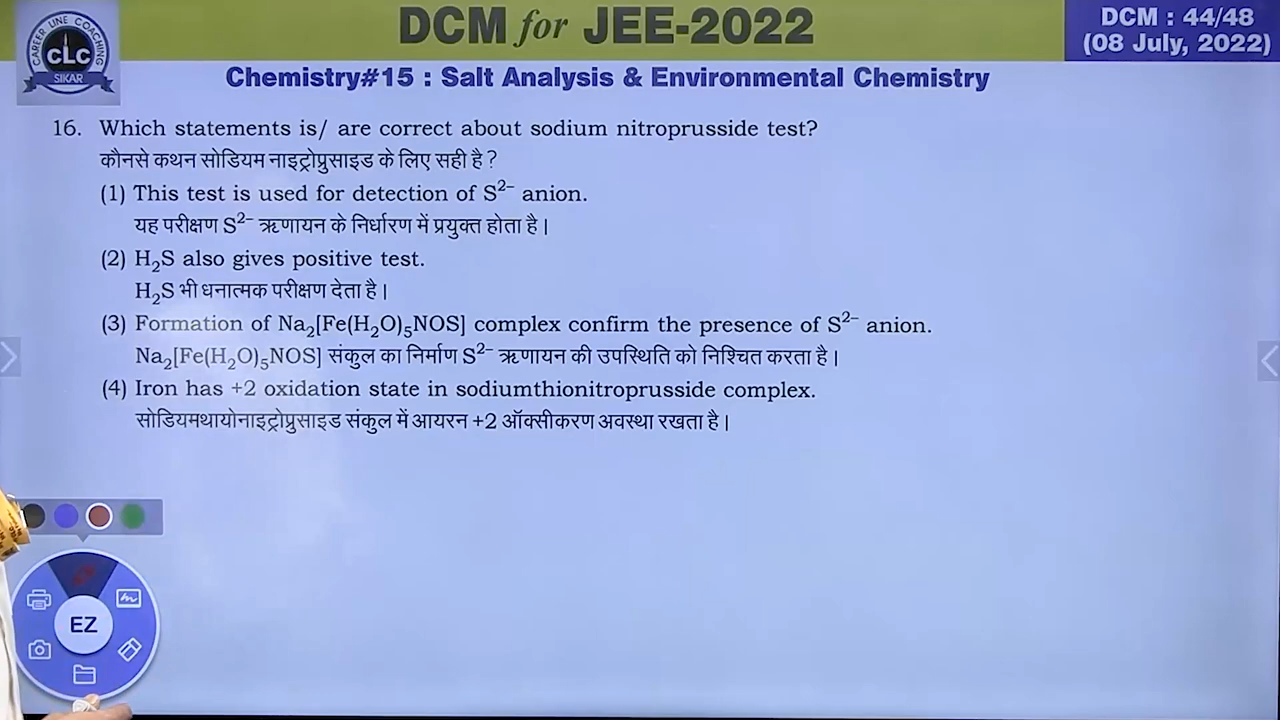 DCM for JEE-2022
DCM : 44/48
(08 July, 2022)
CAREER LINE COACHING
CLC
SIKAR
Chemistry#15 : Salt Analysis & Environmental Chemistry
16. Which statements is/ are correct about sodium nitroprusside test?
कौनसे कथन सोडियम नाइट्रोप्रुसाइड के लिए सही है ?
(1) This test is used for detection of S²⁻ anion.
यह परीक्षण S²⁻ ऋणायन के निर्धारण में प्रयुक्त होता है।
(2) H₂S also gives positive test.
H₂S भी धनात्मक परीक्षण देता है।
(3) Formation of Na₂[Fe(H₂O)₅NOS] complex confirm the presence of S²⁻ anion.
Na₂[Fe(H₂O)₅NOS] संकुल का निर्माण S²⁻ ऋणायन की उपस्थिति को निश्चित करता है।
(4) Iron has +2 oxidation state in sodiumthionitroprusside complex.
सोडियमथायोनाइट्रोप्रुसाइड संकुल में आयरन +2 ऑक्सीकरण अवस्था रखता है।
EZ